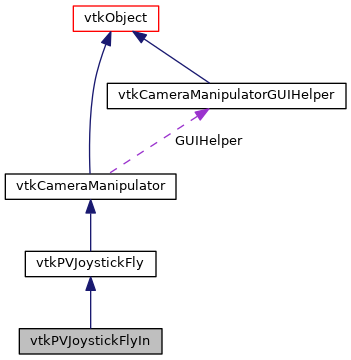 vtkObject
vtkCameraManipulatorGUIHelper
GUIHelper
vtkCameraManipulator
vtkPVJoystickFly
vtkPVJoystickFlyIn